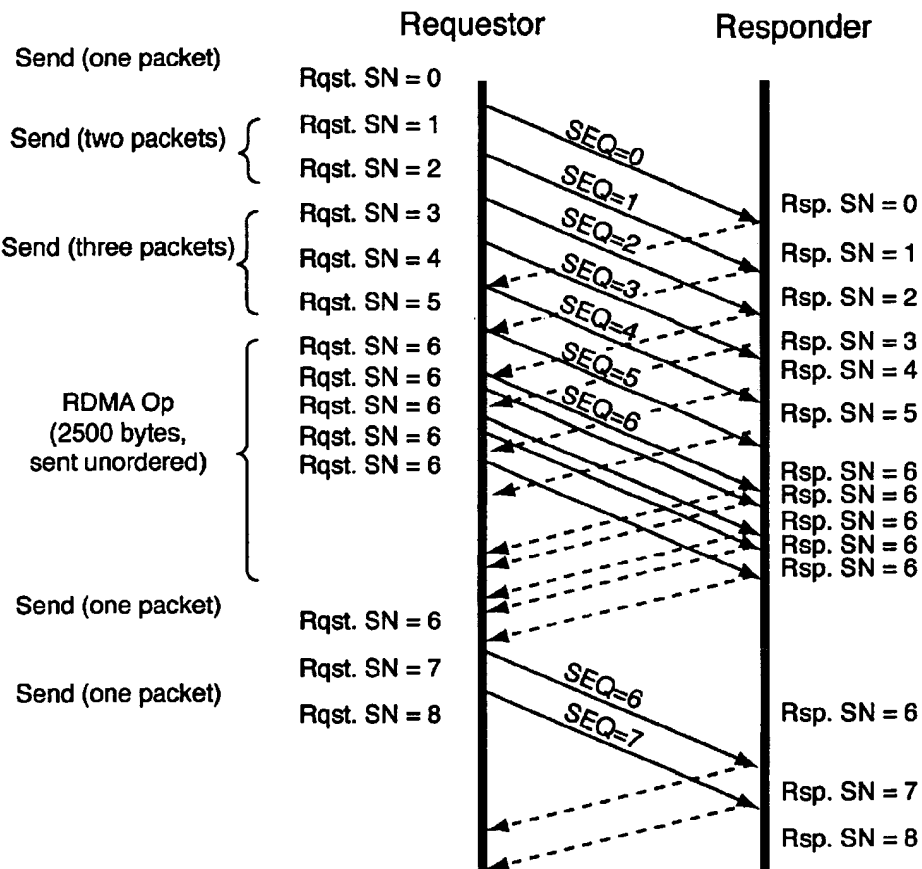 Requestor
Responder
Send (one packet)
Rqst. SN = 0
Send (two packets)
Rqst. SN = 1
Rqst. SN = 2
Send (three packets)
Rqst. SN = 3
Rqst. SN = 4
Rqst. SN = 5
RDMA Op
(2500 bytes,
sent unordered)
Rqst. SN = 6
Rqst. SN = 6
Rqst. SN = 6
Rqst. SN = 6
Rqst. SN = 6
Send (one packet)
Rqst. SN = 6
Send (one packet)
Rqst. SN = 7
Rqst. SN = 8
SEQ=0
SEQ=1
SEQ=2
SEQ=3
SEQ=4
SEQ=5
SEQ=6
SEQ=6
SEQ=7
Rsp. SN = 0
Rsp. SN = 1
Rsp. SN = 2
Rsp. SN = 3
Rsp. SN = 4
Rsp. SN = 5
Rsp. SN = 6
Rsp. SN = 6
Rsp. SN = 6
Rsp. SN = 6
Rsp. SN = 6
Rsp. SN = 6
Rsp. SN = 7
Rsp. SN = 8